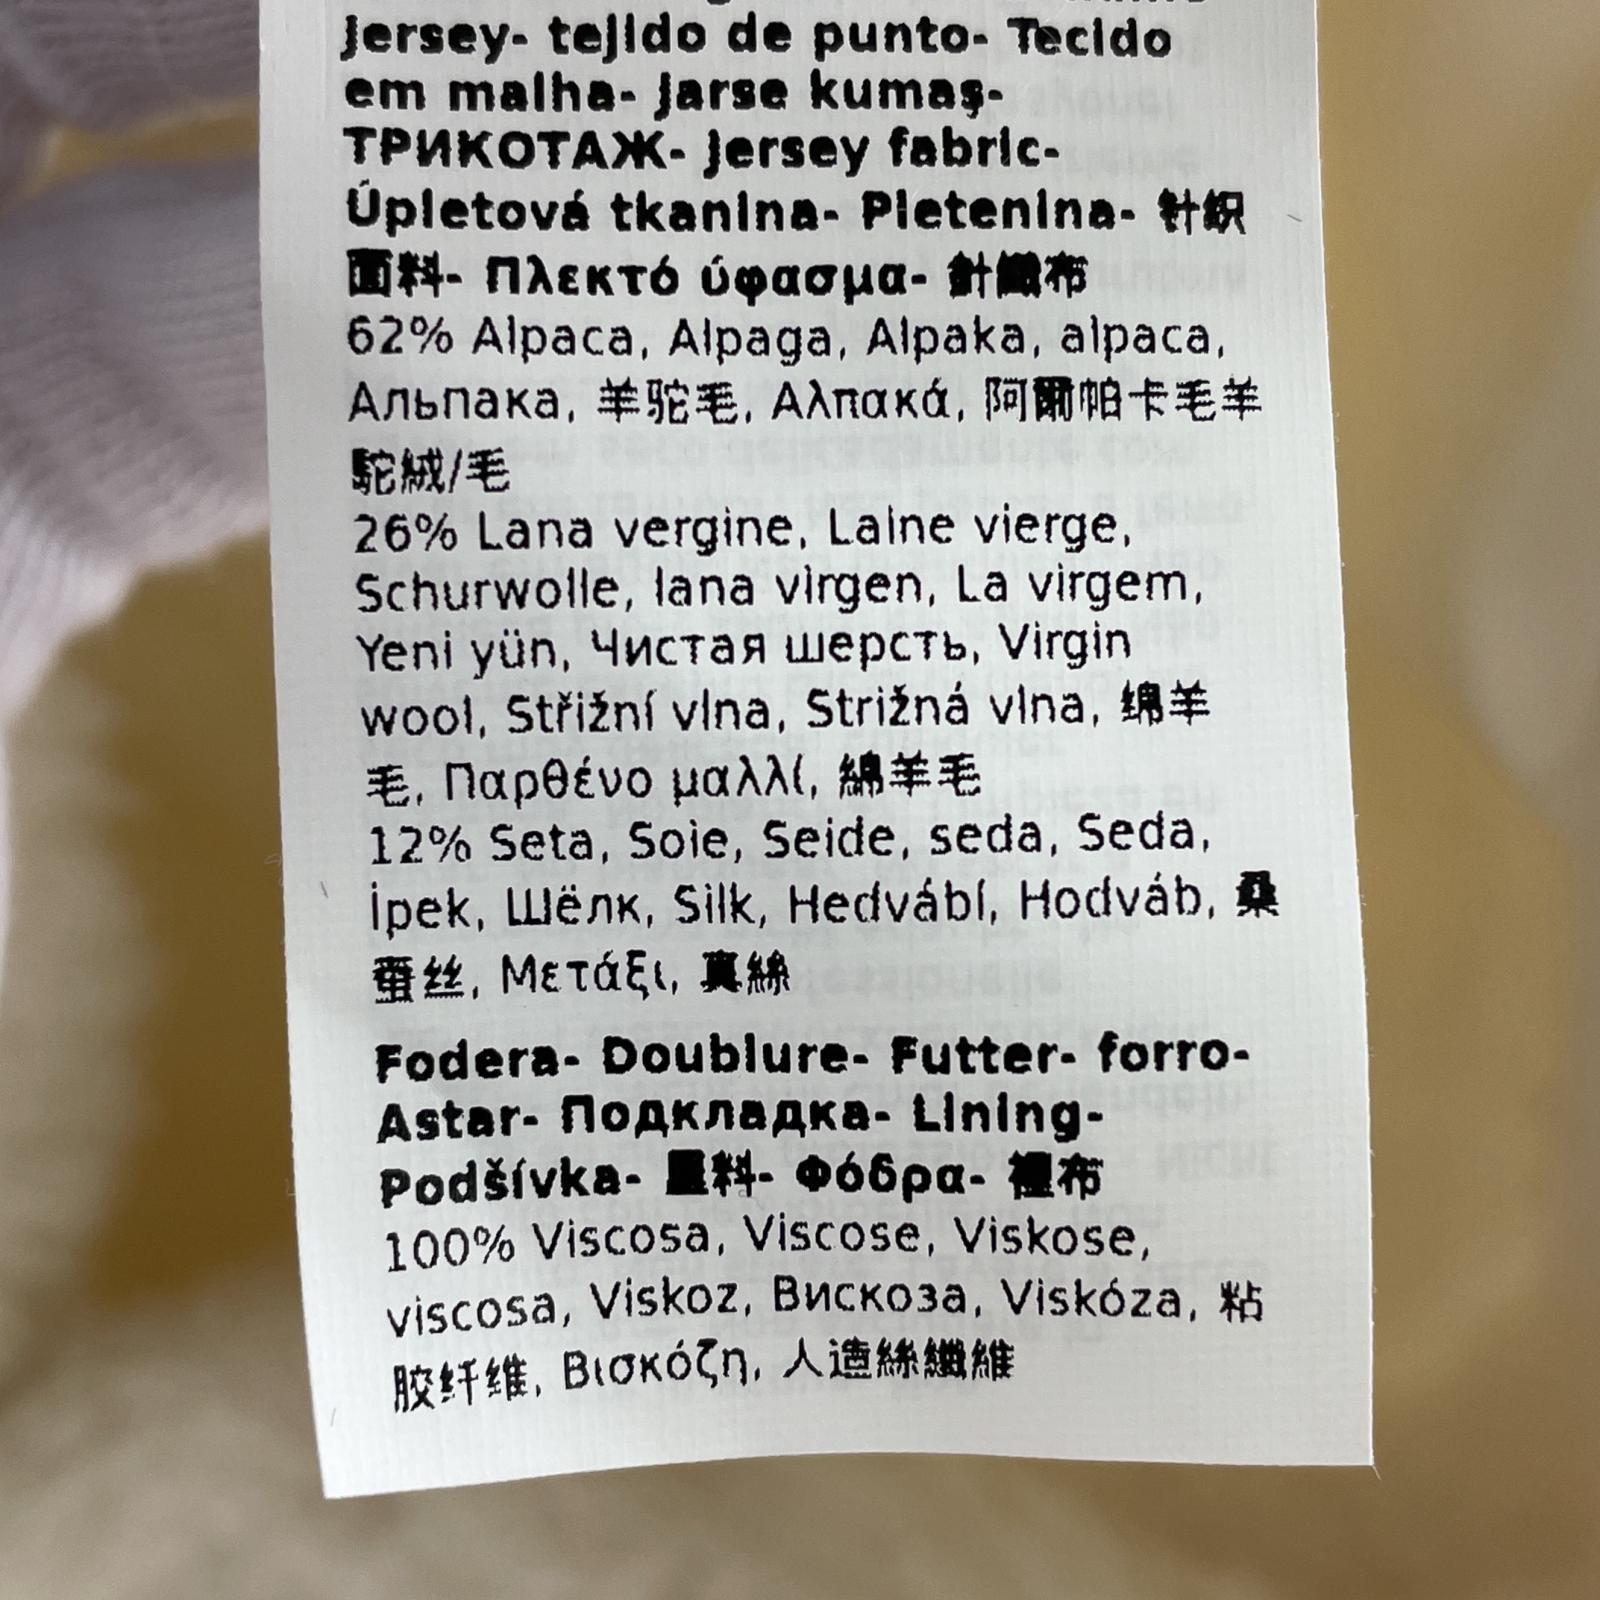 Jersey- tejido de punto- Tecido
em malha- Jarse kumaş-
ТРИКОТАЖ- Jersey fabric-
Úpletová tkanina- Pletenina- 针织
面料- Πλεκτό ύφασμα- 針織布
62% Alpaca, Alpaga, Alpaka, alpaca,
Альпака, 羊驼毛, Αλπακά, 阿爾帕卡毛羊
駝絨/毛
26% Lana vergine, Laine vierge,
Schurwolle, lana virgen, La virgem,
Yeni yün, Чистая шерсть, Virgin
wool, Střižní vlna, Strižná vlna, 绵羊
毛, Παρθένο μαλλί, 綿羊毛
12% Seta, Soie, Seide, seda, Seda,
İpek, Шёлк, Silk, Hedvábí, Hodváb, 桑
蚕丝, Μετάξι, 真絲
Fodera- Doublure- Futter- forro-
Astar- Подкладка- Lining-
Podšívka- 里料- Φόδρα- 裡布
100% Viscosa, Viscose, Viskose,
viscosa, Viskoz, Вискоза, Viskóza, 粘
胶纤维, Βισκόζη, 人造絲纖維